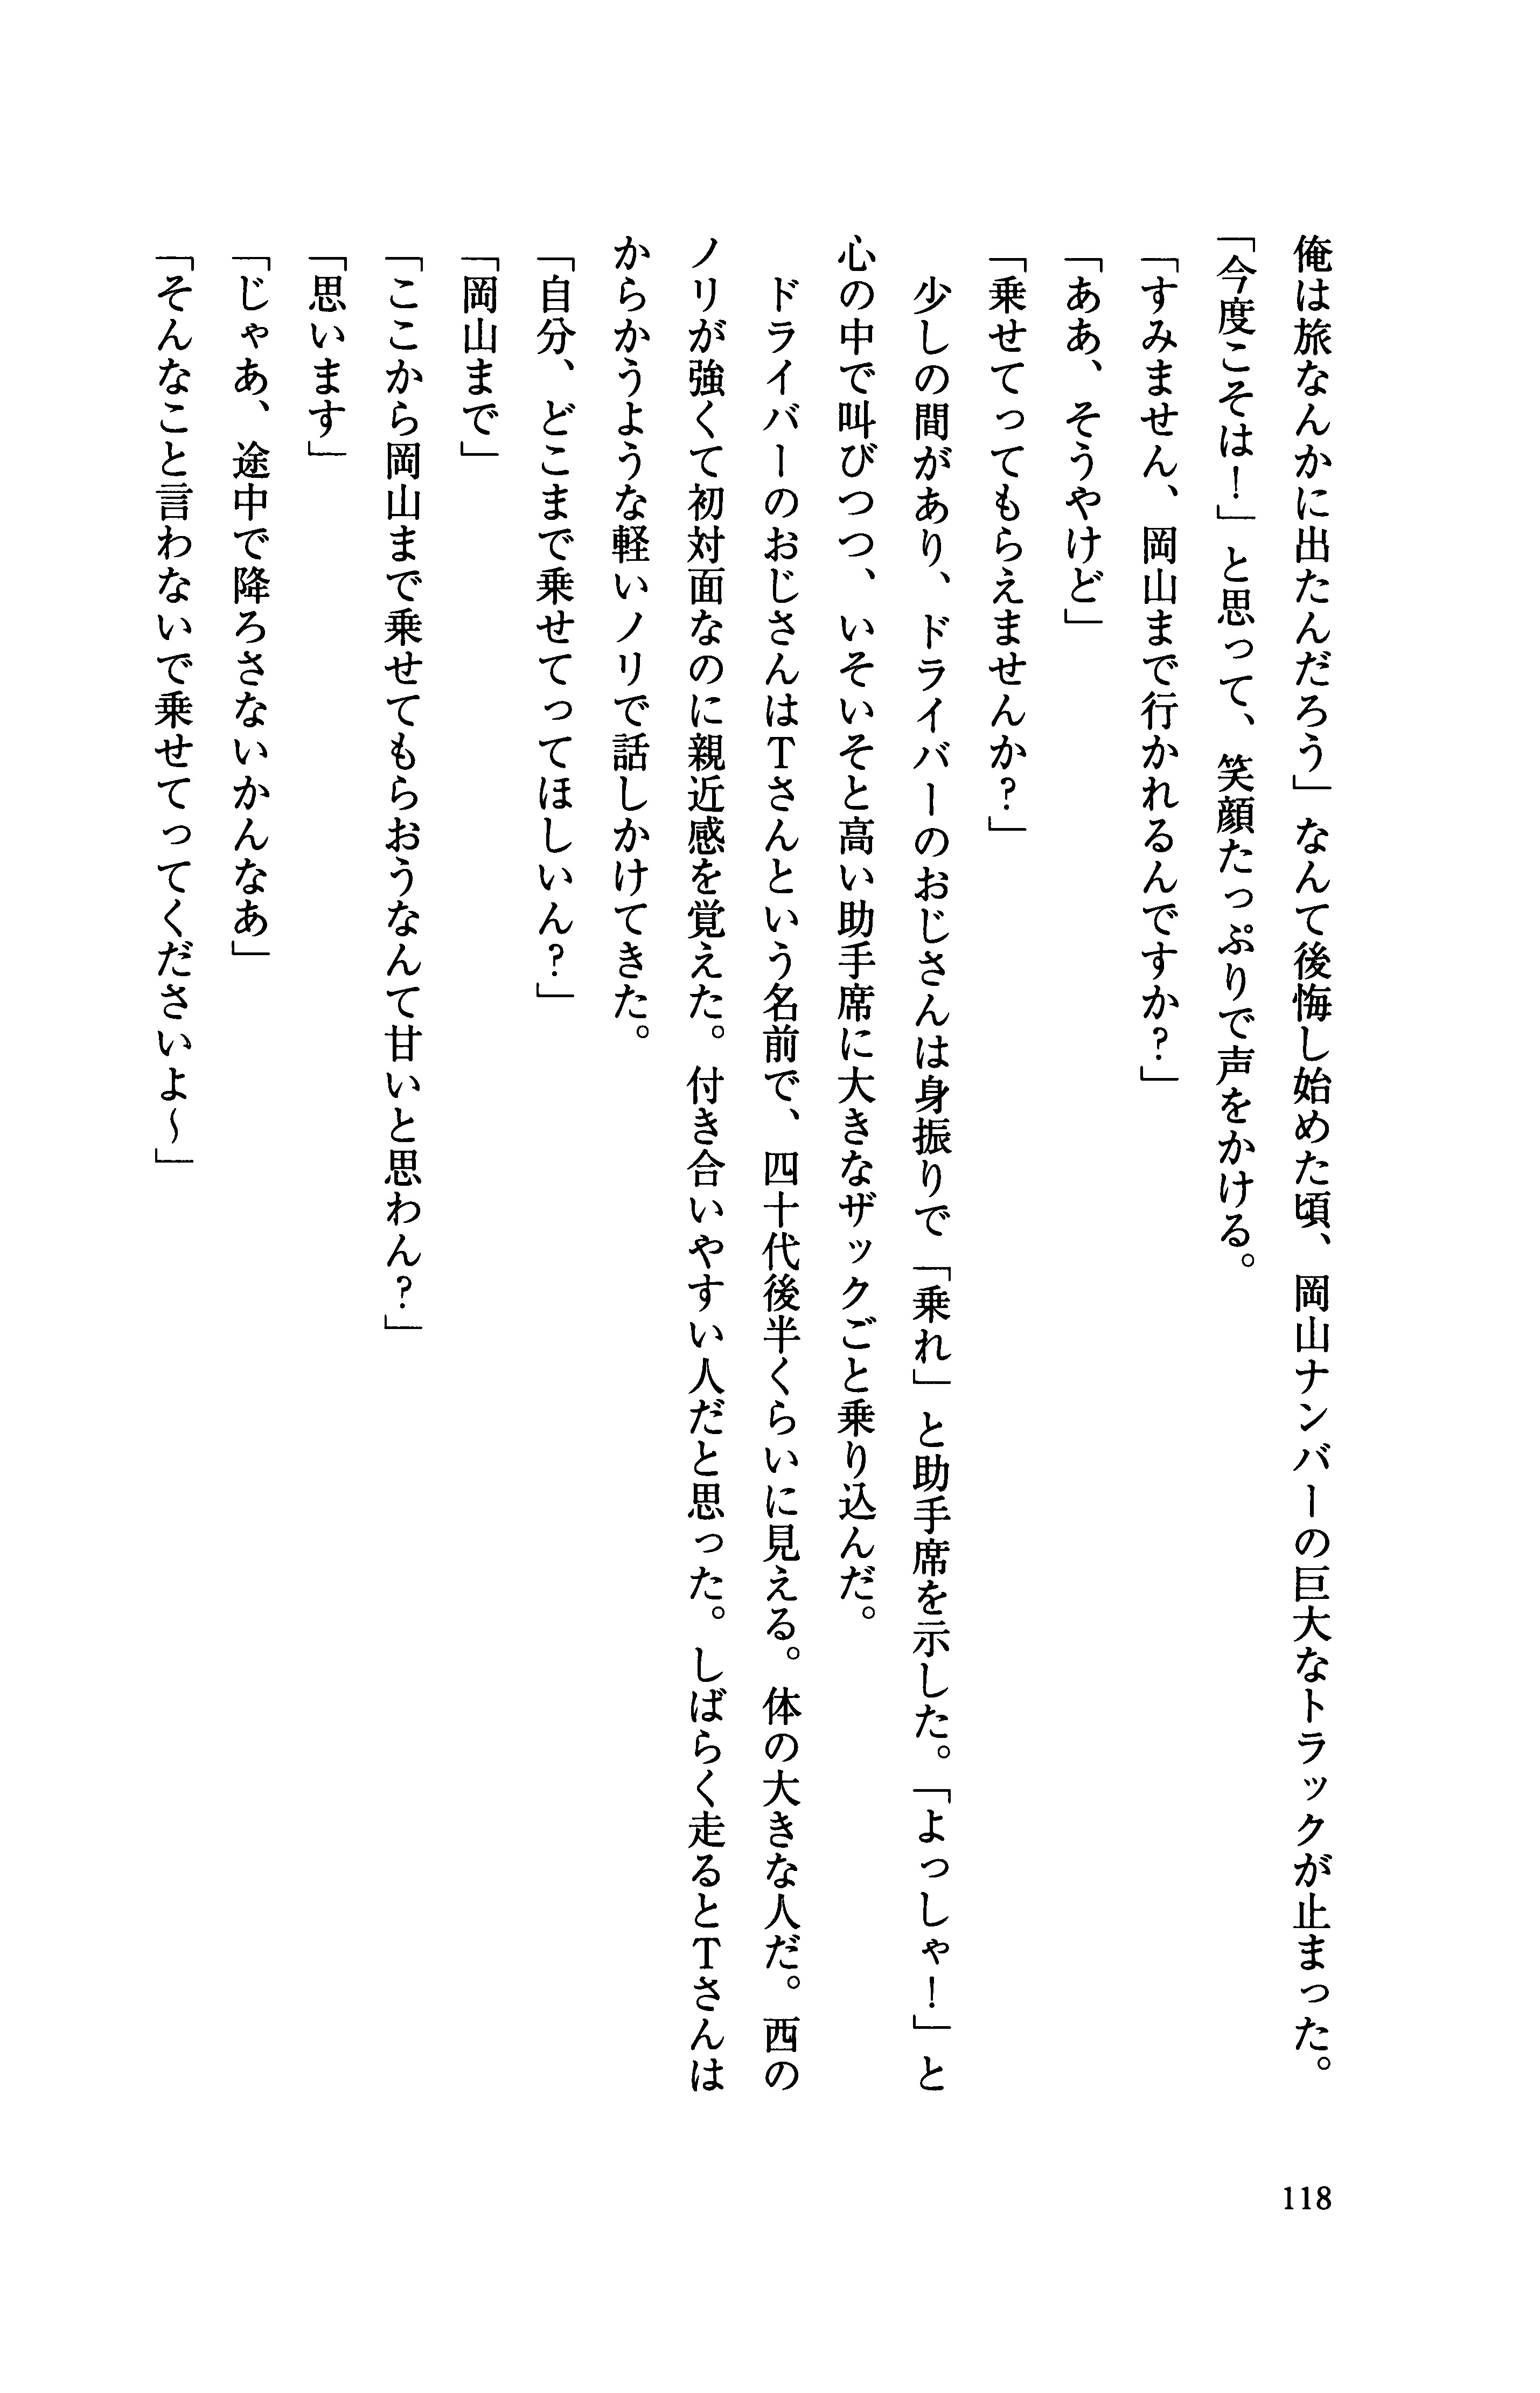 俺は旅なんかに出たんだろう」なんて後悔し始めた頃、岡山ナンバーの巨大なトラックが止まった。
「今度こそは！」と思って、笑顔たっぷりで声をかける。
「すみません、岡山まで行かれるんですか？」
「ああ、そうやけど」
「乗せてってもらえませんか？」
少しの間があり、ドライバーのおじさんは身振りで「乗れ」と助手席を示した。「よっしゃ！」と
心の中で叫びつつ、いそいそと高い助手席に大きなザックごと乗り込んだ。
ドライバーのおじさんはTさんという名前で、四十代後半くらいに見える。体の大きな人だ。西の
ノリが強くて初対面なのに親近感を覚えた。付き合いやすい人だと思った。しばらく走るとTさんは
からかうような軽いノリで話しかけてきた。
「自分、どこまで乗せてってほしいん？」
「岡山まで」
「ここから岡山まで乗せてもらおうなんて甘いと思わん？」
「思います」
「じゃあ、途中で降ろさないかんなあ」
「そんなこと言わないで乗せてってくださいよ〜」
118